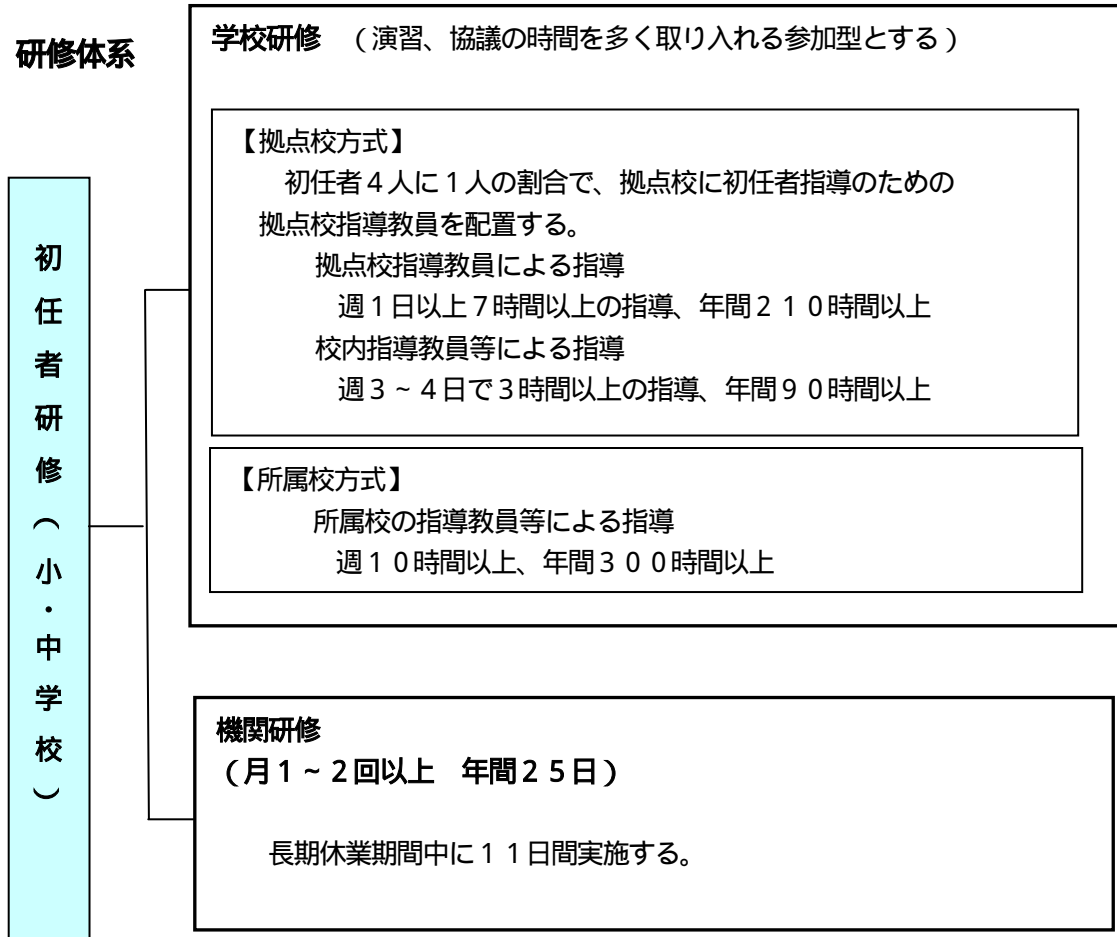 研修体系
初任者研修（小・中学校）
学校研修　（演習、協議の時間を多く取り入れる参加型とする）
【拠点校方式】
初任者４人に１人の割合で、拠点校に初任者指導のための
拠点校指導教員を配置する。
拠点校指導教員による指導
週１日以上７時間以上の指導、年間２１０時間以上
校内指導教員等による指導
週３～４日で３時間以上の指導、年間９０時間以上
【所属校方式】
所属校の指導教員等による指導
週１０時間以上、年間３００時間以上
機関研修
（月１～２回以上　年間２５日）
長期休業期間中に１１日間実施する。